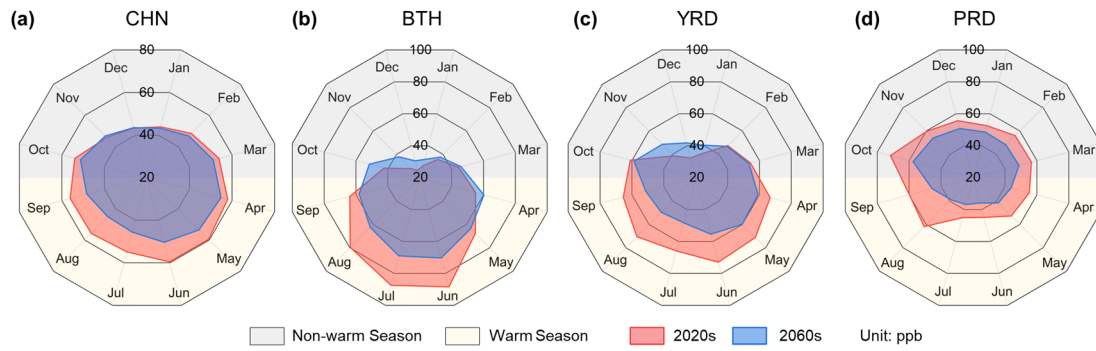 (a) CHN (b) BTH (c) YRD (d) PRD
80 100 100 100
Dec Jan Dec Jan Dec Jan Dec Jan
80 80 80
Nov Feb Nov Feb Nov Feb Nov Feb
60 60 60 60
Oct 40 Mar Oct 40 Mar Oct 40 Mar Oct 40 Mar
20 20 20 20
Sep Apr Sep Apr Sep Apr Sep Apr
Aug May Aug May Aug May Aug May
Jul Jun Jul Jun Jul Jun Jul Jun
Non-warm Season Warm Season 2020s 2060s Unit: ppb